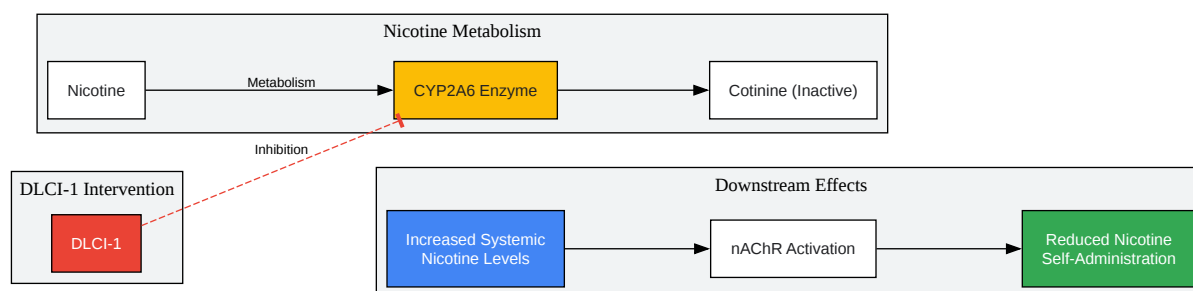 Nicotine Metabolism
Nicotine
Metabolism
CYP2A6 Enzyme
Cotinine (Inactive)
Inhibition
DLCI-1 Intervention
DLCI-1
Downstream Effects
Increased Systemic
Nicotine Levels
nAChR Activation
Reduced Nicotine
Self-Administration